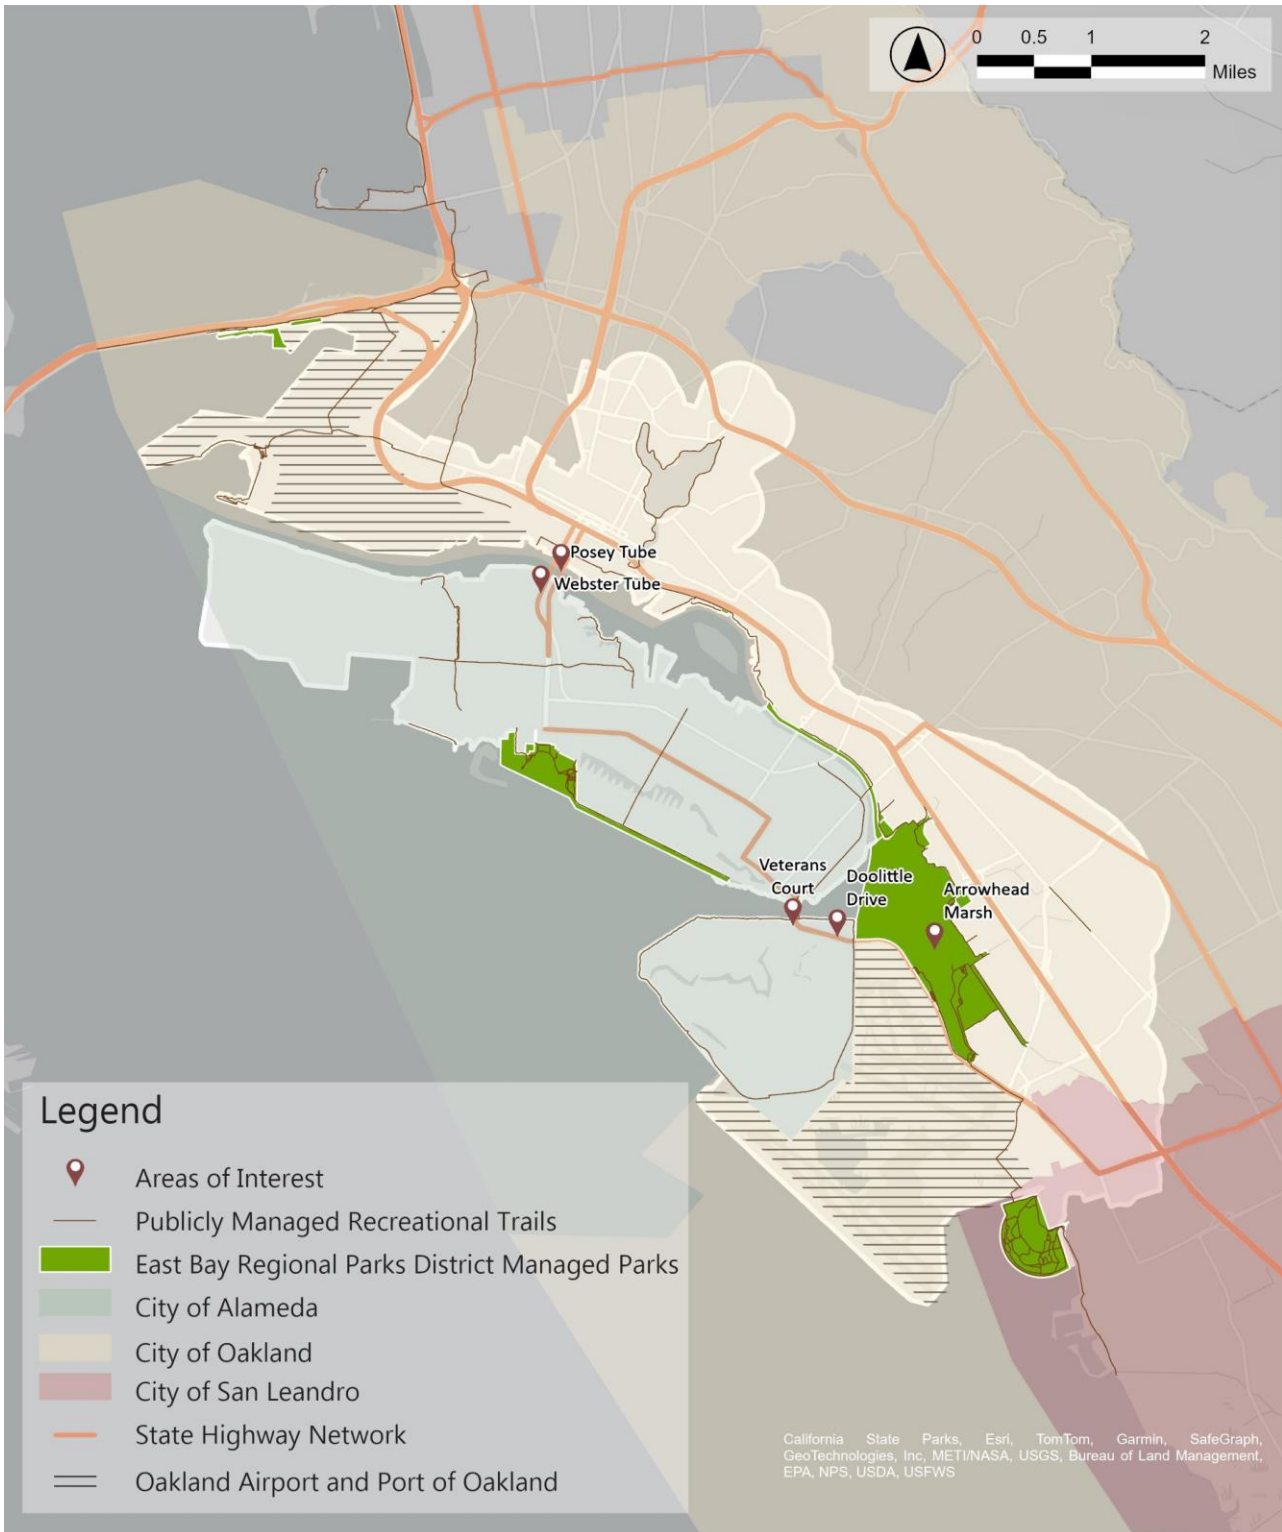 0 0.5 1 2
Miles
Posey Tube
Webster Tube
Veterans
Court
Doolittle
Drive
Arrowhead
Marsh
Legend
Areas of Interest
Publicly Managed Recreational Trails
East Bay Regional Parks District Managed Parks
City of Alameda
City of Oakland
City of San Leandro
State Highway Network
Oakland Airport and Port of Oakland
California State Parks, Esri, TomTom, Garmin, SafeGraph,
GeoTechnologies, Inc, METI/NASA, USGS, Bureau of Land Management,
EPA, NPS, USDA, USFWS